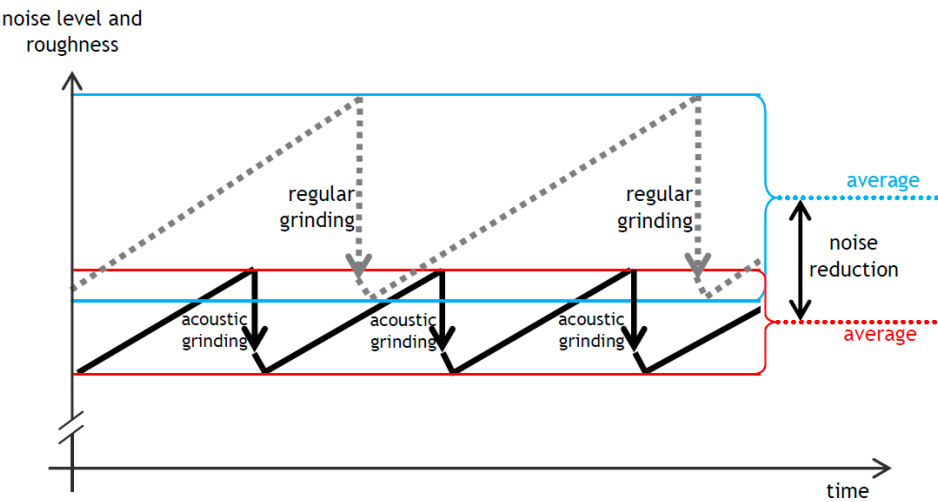 noise level and
roughness
regular
grinding
regular
grinding
average
noise
reduction
acoustic
grinding
acoustic
grinding
acoustic
grinding
average
time